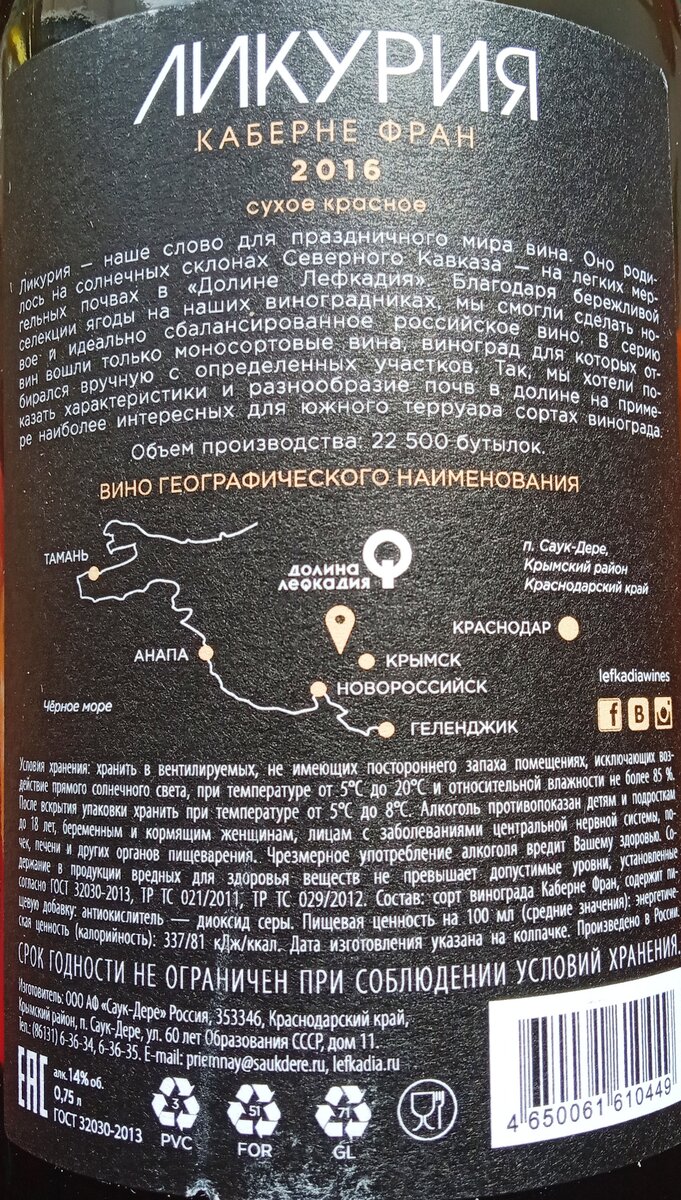 ЛИКУРИЯ
КАБЕРНЕ ФРАН
2016
сухое красное
Ликурия — наше слово для праздничного мира вина. Оно роди-
лось на солнечных склонах Северного Кавказа — на легких мер-
гельных почвах в «Долине Лефкадия». Благодаря бережливой
селекции ягоды на наших виноградниках, мы смогли сделать но-
вое и идеально сбалансированное российское вино. В серию
вин вошли только моносортовые вина, виноград для которых от-
бирался вручную с определенных участков. Так, мы хотели по-
казать характеристики и разнообразие почв в долине на приме-
ре наиболее интересных для южного терруара сортах винограда.
Объем производства: 22 500 бутылок.
ВИНО ГЕОГРАФИЧЕСКОГО НАИМЕНОВАНИЯ
ТАМАНЬ
ДОЛИНА
ЛЕФКАДИЯ
п. Саук-Дере,
Крымский район
Краснодарский край
КРАСНОДАР
АНАПА
КРЫМСК
НОВОРОССИЙСК
Чёрное море
ГЕЛЕНДЖИК
lefkadiawines
f B
Условия хранения: хранить в вентилируемых, не имеющих постороннего запаха помещениях, исключающих воз-
действие прямого солнечного света, при температуре от 5°С до 20°С и относительной влажности не более 85 %.
После вскрытия упаковки хранить при температуре от 5°С до 8°С. Алкоголь противопоказан детям и подросткам
до 18 лет, беременным и кормящим женщинам, лицам с заболеваниями центральной нервной системы, по-
чек, печени и других органов пищеварения. Чрезмерное употребление алкоголя вредит Вашему здоровью. Со-
держание в продукции вредных для здоровья веществ не превышает допустимые уровни, установленные
согласно ГОСТ 32030-2013, ТР ТС 021/2011, ТР ТС 029/2012. Состав: сорт винограда Каберне Фран, содержит пи-
щевую добавку: антиокислитель — диоксид серы. Пищевая ценность на 100 мл (средние значения): энергетиче-
ская ценность (калорийность): 337/81 кДж/ккал. Дата изготовления указана на колпачке. Произведено в России.
СРОК ГОДНОСТИ НЕ ОГРАНИЧЕН ПРИ СОБЛЮДЕНИИ УСЛОВИЙ ХРАНЕНИЯ.
Изготовитель: ООО АФ «Саук-Дере» Россия, 353346, Краснодарский край,
Крымский район, п. Саук-Дере, ул. 60 лет Образования СССР, дом 11.
Тел.: (86131) 6-36-34, 6-36-35. E-mail: priemnay@saukdere.ru, lefkadia.ru
EAC
алк. 14% об.
0,75 л
ГОСТ 32030-2013
3
PVC
51
FOR
71
GL
4 650061 610449